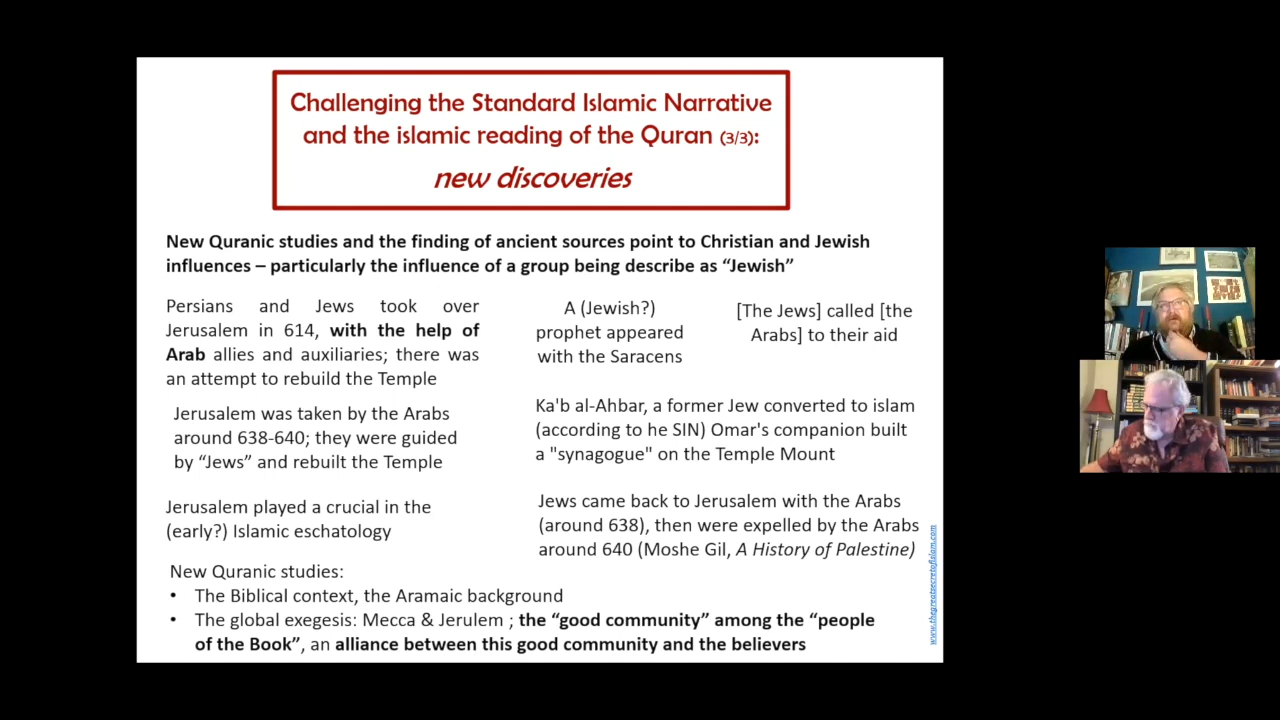 Challenging the Standard Islamic Narrative
and the islamic reading of the Quran (3/3):
new discoveries
New Quranic studies and the finding of ancient sources point to Christian and Jewish
influences – particularly the influence of a group being describe as “Jewish”
Persians and Jews took over
Jerusalem in 614, with the help of
Arab allies and auxiliaries; there was
an attempt to rebuild the Temple
A (Jewish?)
prophet appeared
with the Saracens
[The Jews] called [the
Arabs] to their aid
Jerusalem was taken by the Arabs
around 638-640; they were guided
by “Jews” and rebuilt the Temple
Ka'b al-Ahbar, a former Jew converted to islam
(according to he SIN) Omar's companion built
a "synagogue" on the Temple Mount
Jerusalem played a crucial in the
(early?) Islamic eschatology
Jews came back to Jerusalem with the Arabs
(around 638), then were expelled by the Arabs
around 640 (Moshe Gil, A History of Palestine)
New Quranic studies:
• The Biblical context, the Aramaic background
• The global exegesis: Mecca & Jerulem ; the “good community” among the “people
of the Book”, an alliance between this good community and the believers
www.thegreatsecretofislam.com